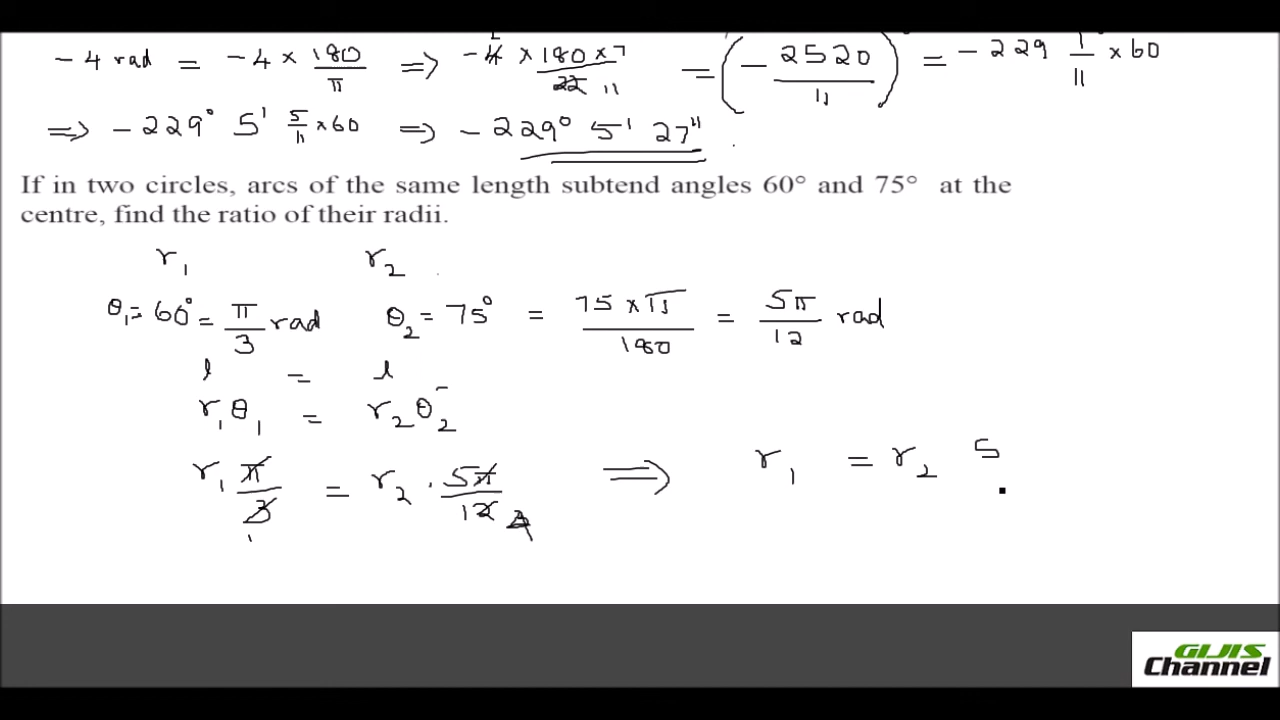 -4 rad = -4 × 180/π ⇒ -4 2 × 180 × 7/22 11 = (-2520/11)° = -229 1/11 × 60
⇒ -229° 5' 5/11 × 60 ⇒ -229° 5' 27"
If in two circles, arcs of the same length subtend angles 60° and 75° at the
centre, find the ratio of their radii.
r₁ r₂
θ₁ = 60° = π/3 rad θ₂ = 75° = 75 × π/180 = 5π/12 rad
l = l
r₁θ₁ = r₂θ₂
r₁ π/3 1 = r₂ · 5π/12 4 ⇒ r₁ = r₂ 5
GIJIS
Channel